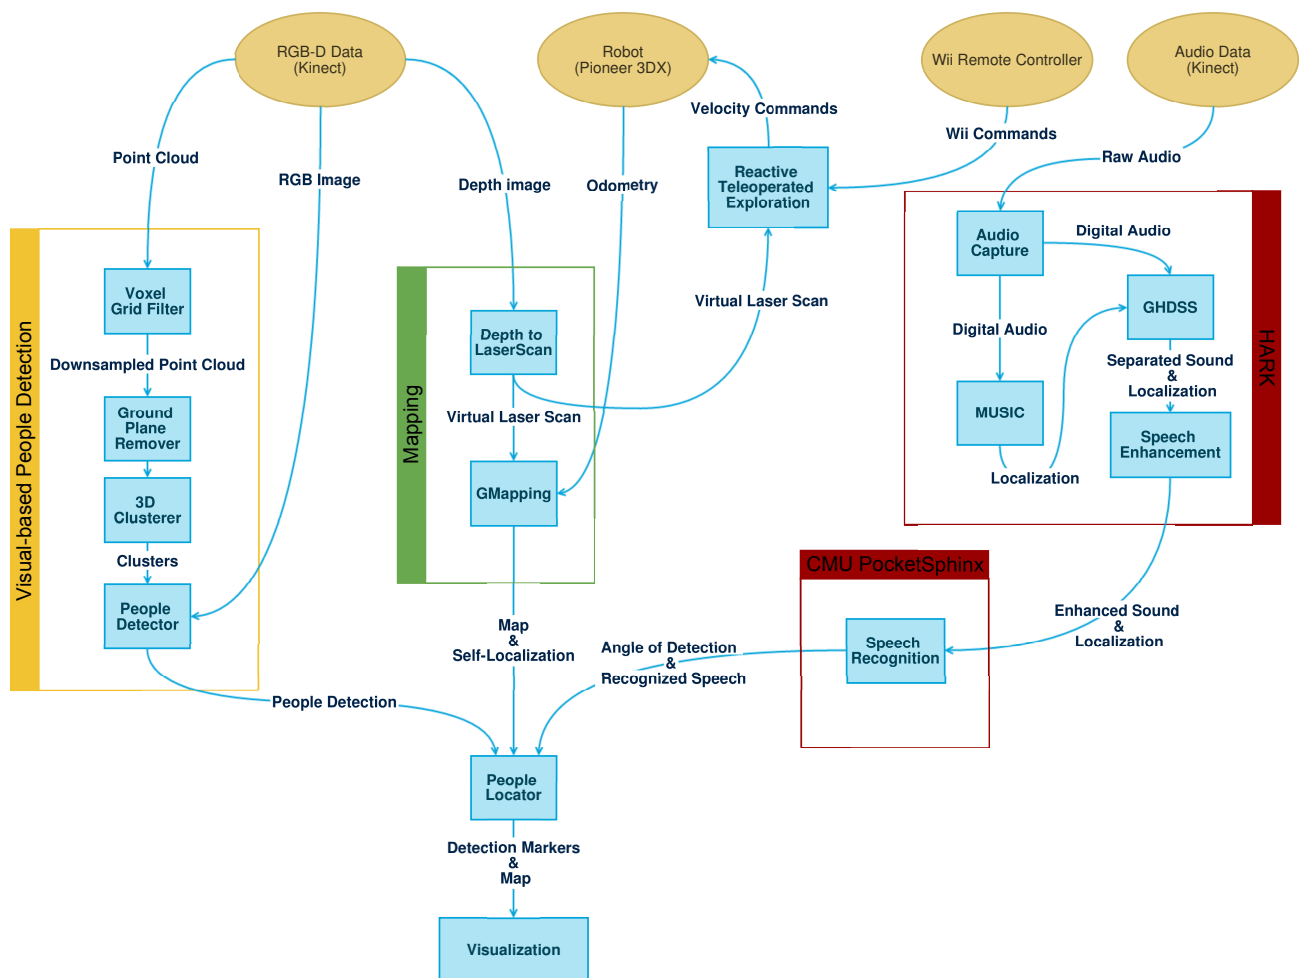 RGB-D Data
(Kinect)
Robot
(Pioneer 3DX)
Wii Remote Controller
Audio Data
(Kinect)
Velocity Commands
Wii Commands
Point Cloud
RGB Image
Depth image
Odometry
Raw Audio
Reactive
Teleoperated
Exploration
Visual-based People Detection
Voxel
Grid Filter
Downsampled Point Cloud
Ground
Plane
Remover
3D
Clusterer
Clusters
People
Detector
People Detection
Mapping
Depth to
LaserScan
Virtual Laser Scan
Virtual Laser Scan
GMapping
Map
&
Self-Localization
HARK
Audio
Capture
Digital Audio
Digital Audio
GHDSS
MUSIC
Localization
Separated Sound
&
Localization
Speech
Enhancement
Enhanced Sound
&
Localization
CMU PocketSphinx
Speech
Recognition
Angle of Detection
&
Recognized Speech
People
Locator
Detection Markers
&
Map
Visualization